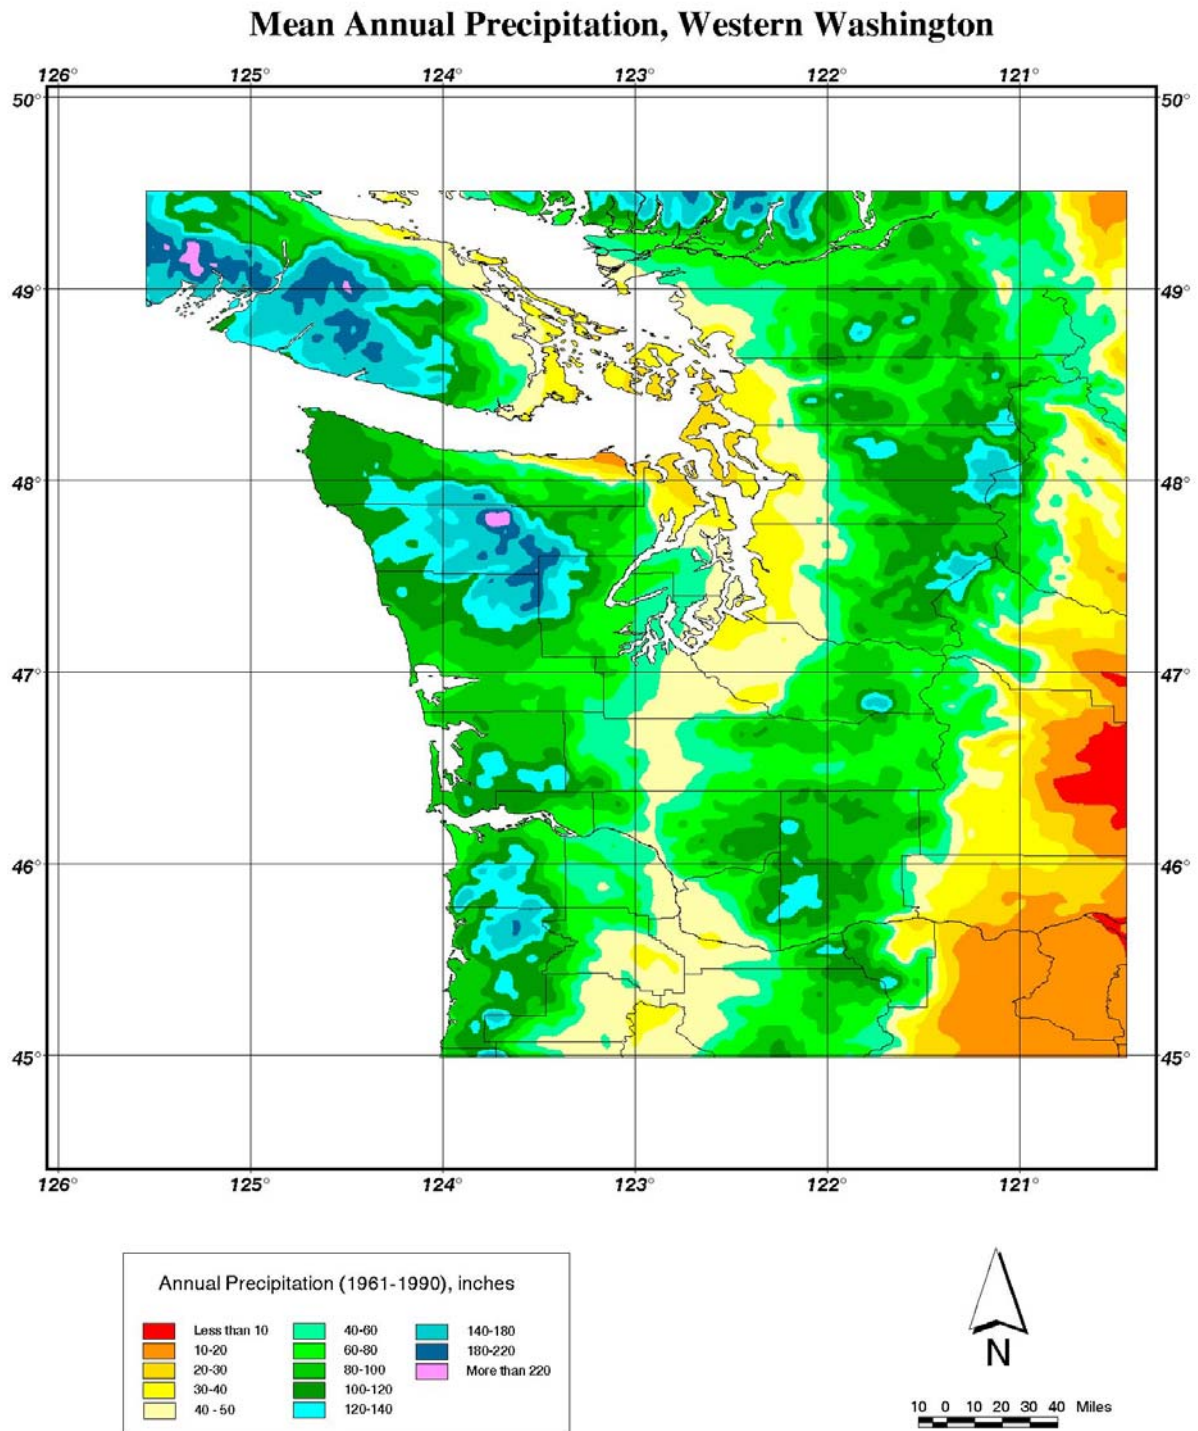 Mean Annual Precipitation, Western Washington
126° 125° 124° 123° 122° 121°
50° 50°
49° 49°
48° 48°
47° 47°
46° 46°
45° 45°
126° 125° 124° 123° 122° 121°
Annual Precipitation (1961-1990), inches
Less than 10 40-60 140-180
10-20 60-80 180-220
20-30 80-100 More than 220
30-40 100-120
40 - 50 120-140
N
10 0 10 20 30 40 Miles